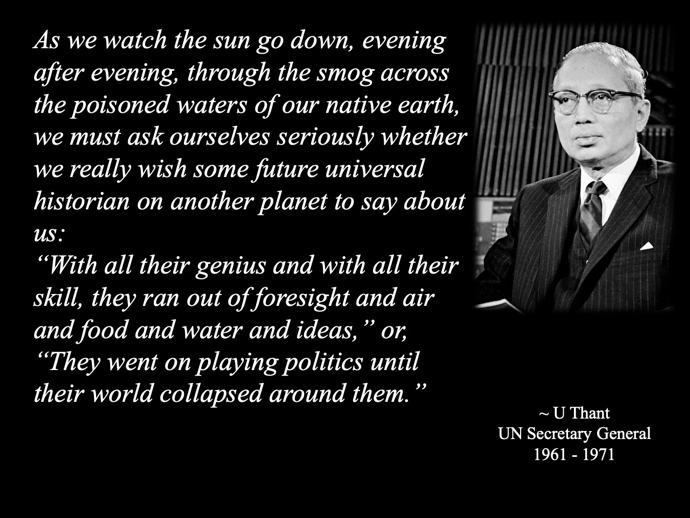 As we watch the sun go down, evening
after evening, through the smog across
the poisoned waters of our native earth,
we must ask ourselves seriously whether
we really wish some future universal
historian on another planet to say about
us:
“With all their genius and with all their
skill, they ran out of foresight and air
and food and water and ideas,” or,
“They went on playing politics until
their world collapsed around them.”
~ U Thant
UN Secretary General
1961 - 1971